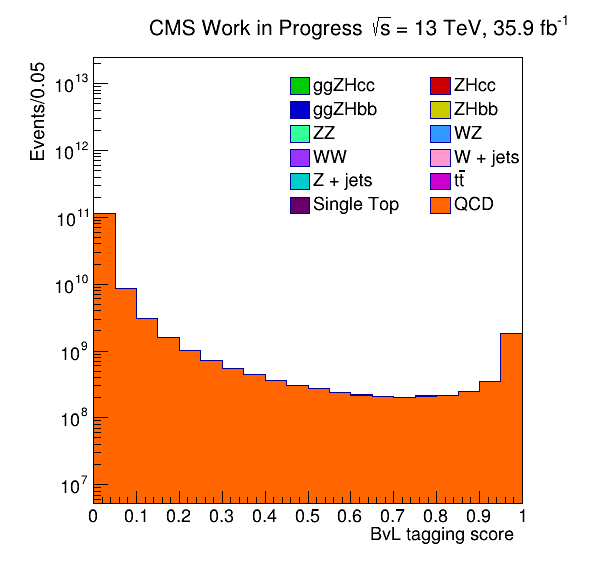 CMS Work in Progress √s = 13 TeV, 35.9 fb⁻¹
Events/0.05
10¹³
10¹²
10¹¹
10¹⁰
10⁹
10⁸
10⁷
ggZHcc ZHcc
ggZHbb ZHbb
ZZ WZ
WW W + jets
Z + jets tt̄
Single Top QCD
0 0.1 0.2 0.3 0.4 0.5 0.6 0.7 0.8 0.9 1
BvL tagging score